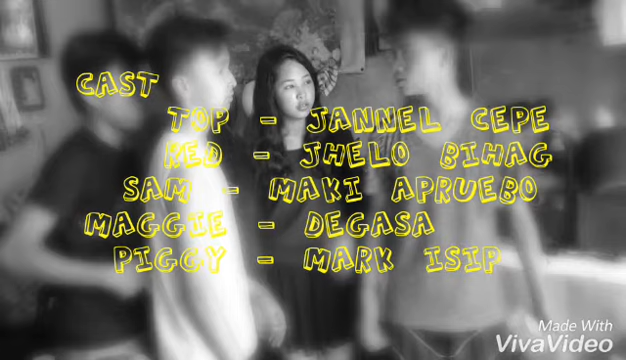 CAST
TOP - JANNEL CEPE
RED - JHELO BIHAG
SAM - MAKI APRUEBO
MAGGIE - DEGASA
PIGGY - MARK ISIP
Made With
VivaVideo